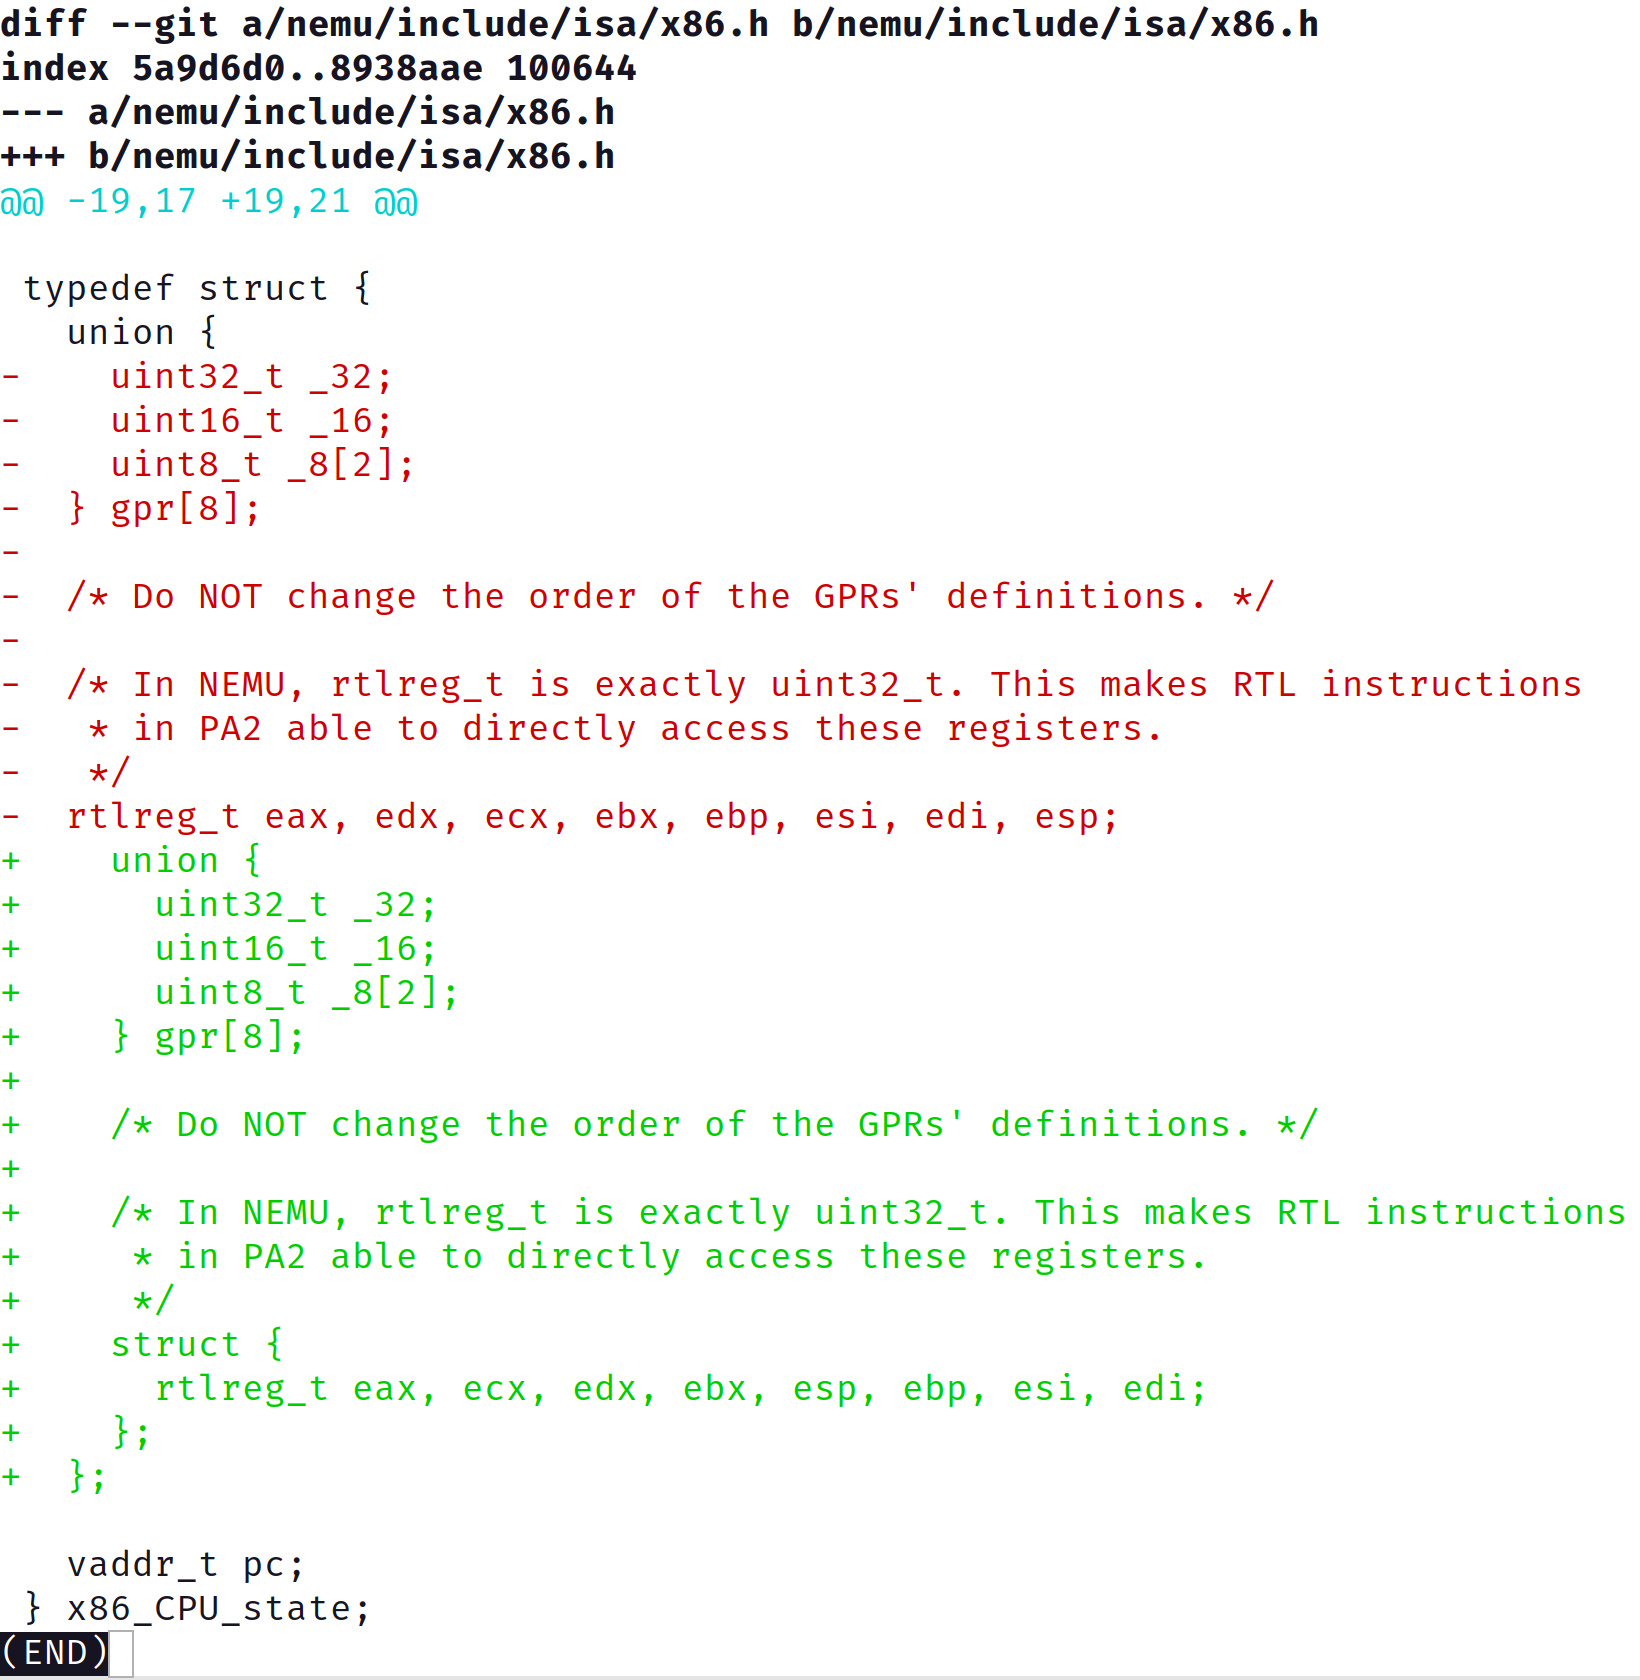 diff --git a/nemu/include/isa/x86.h b/nemu/include/isa/x86.h
index 5a9d6d0..8938aae 100644
--- a/nemu/include/isa/x86.h
+++ b/nemu/include/isa/x86.h
@@ -19,17 +19,21 @@

 typedef struct {
   union {
-    uint32_t _32;
-    uint16_t _16;
-    uint8_t _8[2];
-  } gpr[8];
-
-  /* Do NOT change the order of the GPRs' definitions. */
-
-  /* In NEMU, rtlreg_t is exactly uint32_t. This makes RTL instructions
-   * in PA2 able to directly access these registers.
-   */
-  rtlreg_t eax, edx, ecx, ebx, ebp, esi, edi, esp;
+    union {
+      uint32_t _32;
+      uint16_t _16;
+      uint8_t _8[2];
+    } gpr[8];
+
+    /* Do NOT change the order of the GPRs' definitions. */
+
+    /* In NEMU, rtlreg_t is exactly uint32_t. This makes RTL instructions
+     * in PA2 able to directly access these registers.
+     */
+    struct {
+      rtlreg_t eax, ecx, edx, ebx, esp, ebp, esi, edi;
+    };
+  };

   vaddr_t pc;
 } x86_CPU_state;
(END)